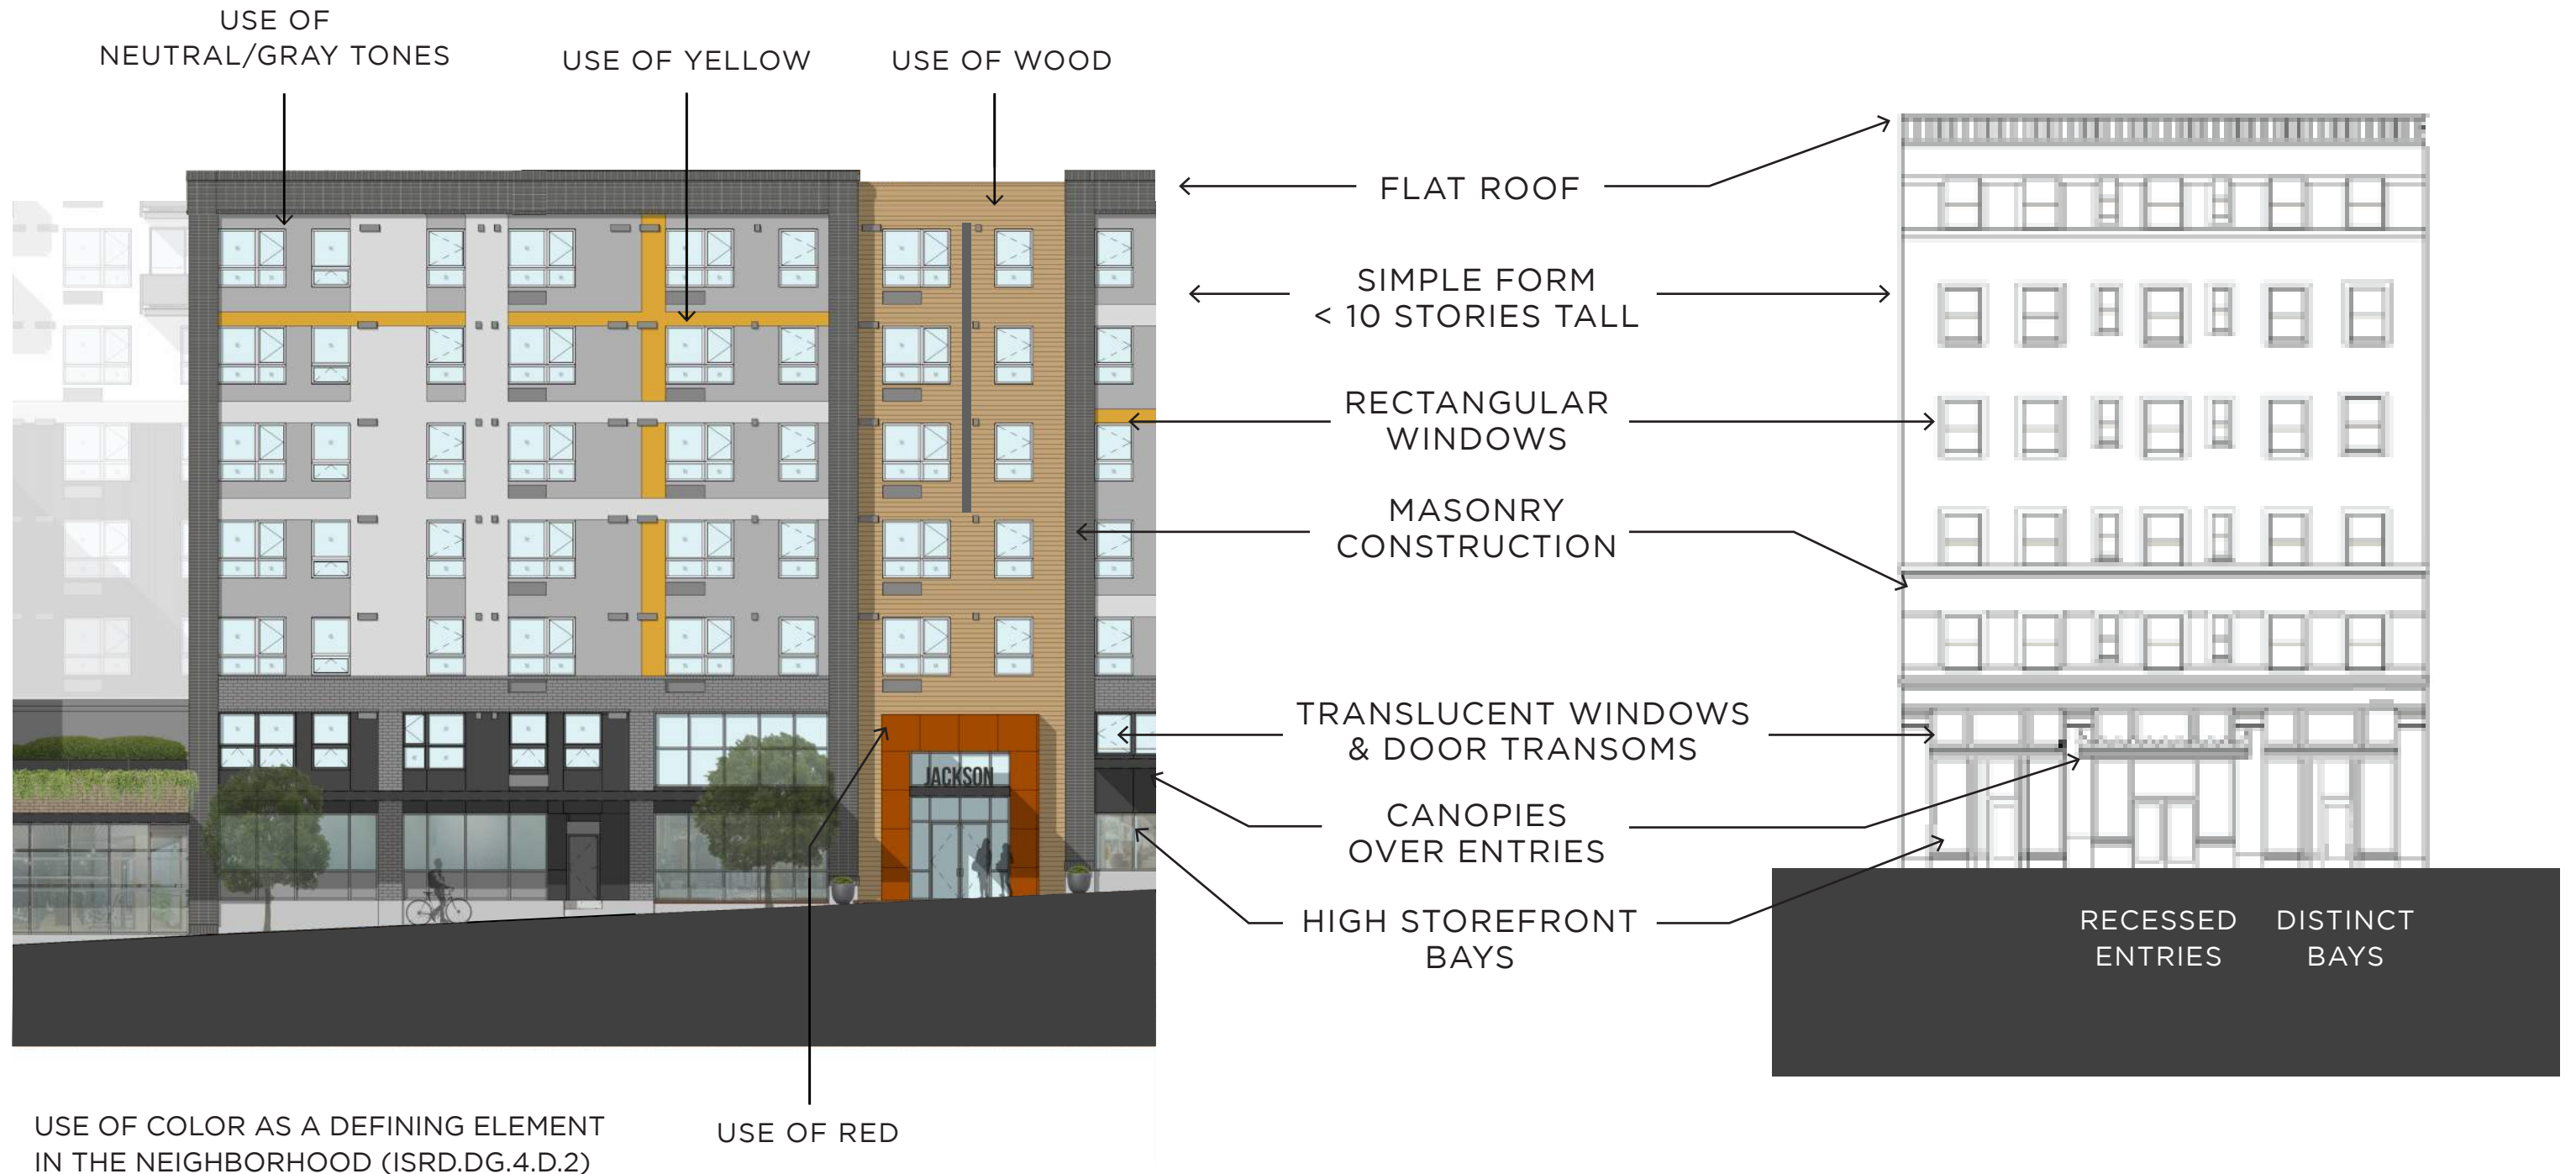 USE OF
NEUTRAL/GRAY TONES
USE OF YELLOW
USE OF WOOD
FLAT ROOF
SIMPLE FORM
< 10 STORIES TALL
RECTANGULAR
WINDOWS
MASONRY
CONSTRUCTION
TRANSLUCENT WINDOWS
& DOOR TRANSOMS
JACKSON
CANOPIES
OVER ENTRIES
HIGH STOREFRONT
BAYS
RECESSED
ENTRIES
DISTINCT
BAYS
USE OF COLOR AS A DEFINING ELEMENT
IN THE NEIGHBORHOOD (ISRD.DG.4.D.2)
USE OF RED